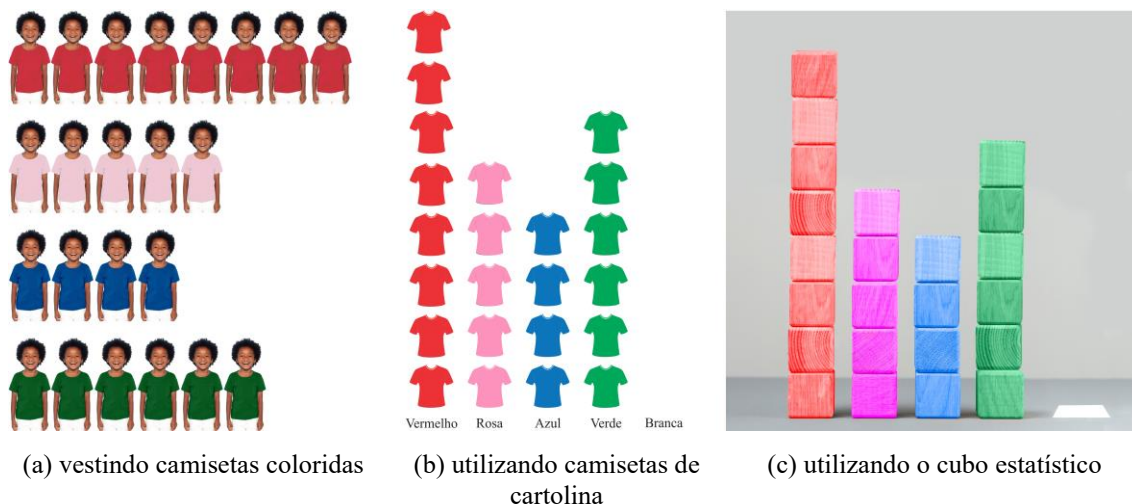 Vermelho Rosa Azul Verde Branca
(a) vestindo camisetas coloridas
(b) utilizando camisetas de
cartolina
(c) utilizando o cubo estatístico